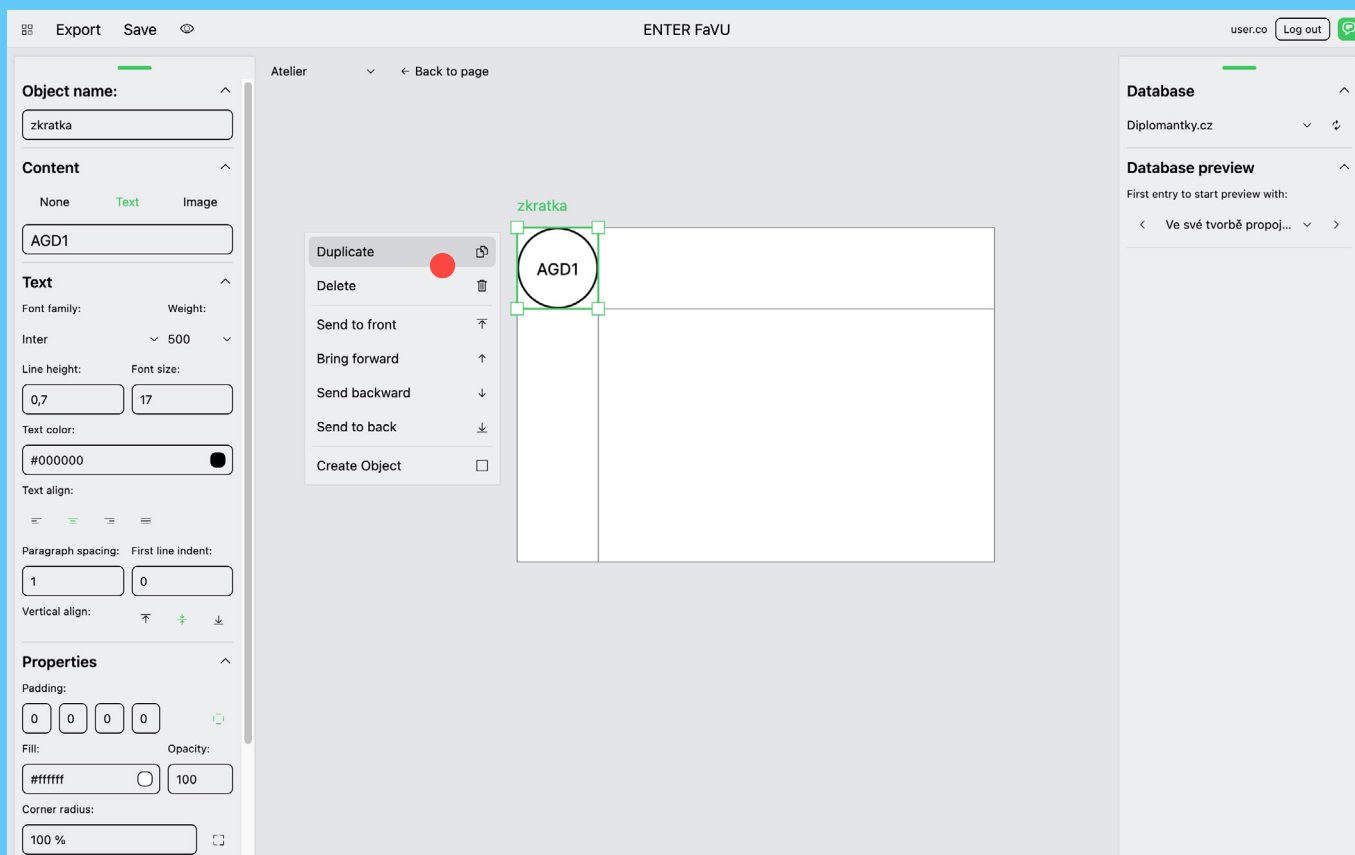 Export Save ENTER FaVU user.co Log out
Atelier ← Back to page
Object name:
zkratka
Content
None Text Image
AGD1
Text
Font family: Weight:
Inter 500
Line height: Font size:
0,7 17
Text color:
#000000
Text align:
Paragraph spacing: First line indent:
1 0
Vertical align:
Properties
Padding:
0 0 0 0
Fill: Opacity:
#ffffff 100
Corner radius:
100 %
Duplicate
Delete
Send to front
Bring forward
Send backward
Send to back
Create Object
zkratka
AGD1
Database
Diplomantky.cz
Database preview
First entry to start preview with:
Ve své tvorbě propoj...